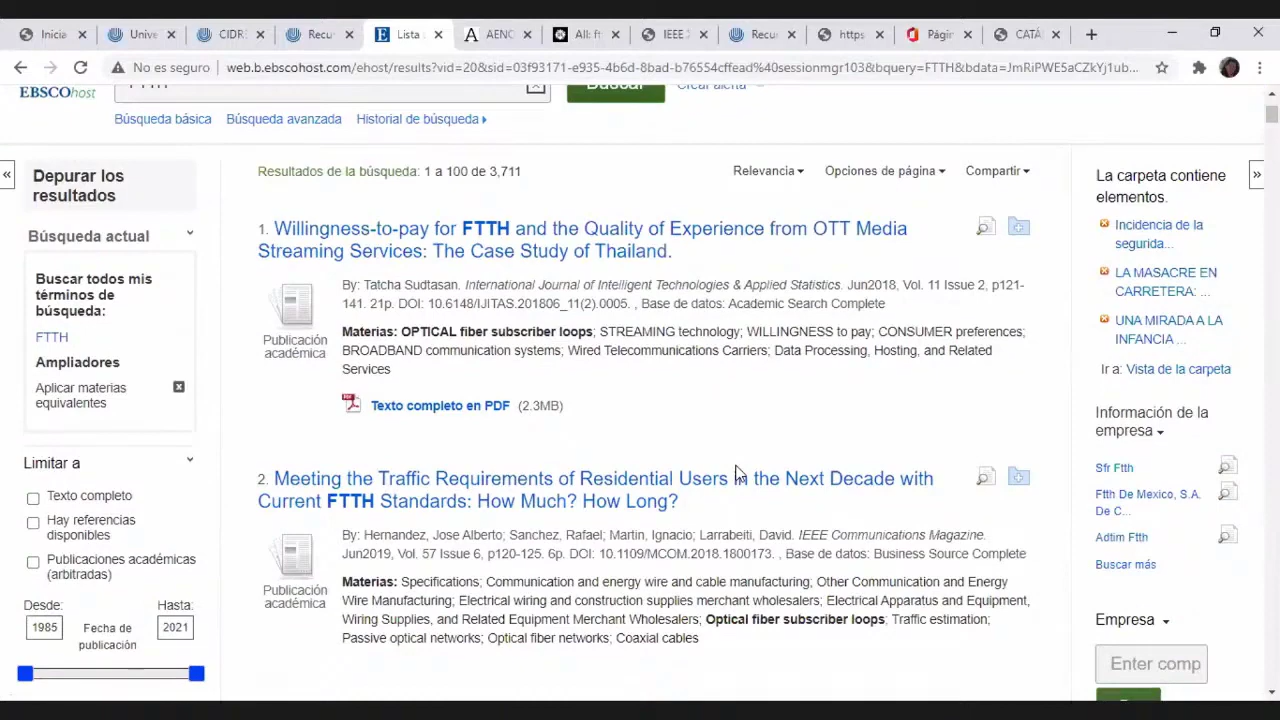 Inicia
Unive
CIDRE
Recu
Lista
AENO
All: f
IEEE
Recu
https
Págin
CATÁ
No es seguro
web.b.ebscohost.com/ehost/results?vid=20&sid=03f93171-e935-4b6d-8bad-b76554cffead%40sessionmgr103&bquery=FTTH&bdata=JmRiPWE5aCZkYj1ub...
EBSCOhost
FTTH
Buscar
Crear alerta
Búsqueda básica
Búsqueda avanzada
Historial de búsqueda
Depurar los
resultados
Búsqueda actual
Buscar todos mis
términos de
búsqueda:
FTTH
Ampliadores
Aplicar materias
equivalentes
Limitar a
Texto completo
Hay referencias
disponibles
Publicaciones académicas
(arbitradas)
Desde:
Hasta:
1985
Fecha de
publicación
2021
Resultados de la búsqueda: 1 a 100 de 3,711
Relevancia
Opciones de página
Compartir
1. Willingness-to-pay for FTTH and the Quality of Experience from OTT Media
Streaming Services: The Case Study of Thailand.
By: Tatcha Sudtasan. International Journal of Intelligent Technologies & Applied Statistics. Jun2018, Vol. 11 Issue 2, p121-
141. 21p. DOI: 10.6148/IJITAS.201806_11(2).0005. , Base de datos: Academic Search Complete
Publicación
académica
Materias: OPTICAL fiber subscriber loops; STREAMING technology; WILLINGNESS to pay; CONSUMER preferences;
BROADBAND communication systems; Wired Telecommunications Carriers; Data Processing, Hosting, and Related
Services
Texto completo en PDF (2.3MB)
2. Meeting the Traffic Requirements of Residential Users in the Next Decade with
Current FTTH Standards: How Much? How Long?
By: Hernandez, Jose Alberto; Sanchez, Rafael; Martin, Ignacio; Larrabeiti, David. IEEE Communications Magazine.
Jun2019, Vol. 57 Issue 6, p120-125. 6p. DOI: 10.1109/MCOM.2018.1800173. , Base de datos: Business Source Complete
Publicación
académica
Materias: Specifications; Communication and energy wire and cable manufacturing; Other Communication and Energy
Wire Manufacturing; Electrical wiring and construction supplies merchant wholesalers; Electrical Apparatus and Equipment,
Wiring Supplies, and Related Equipment Merchant Wholesalers; Optical fiber subscriber loops; Traffic estimation;
Passive optical networks; Optical fiber networks; Coaxial cables
La carpeta contiene
elementos.
Incidencia de la
segurida...
LA MASACRE EN
CARRETERA: ...
UNA MIRADA A LA
INFANCIA ...
Ir a: Vista de la carpeta
Información de la
empresa
Sfr Ftth
Ftth De Mexico, S.A.
De C...
Adtim Ftth
Buscar más
Empresa
Enter comp